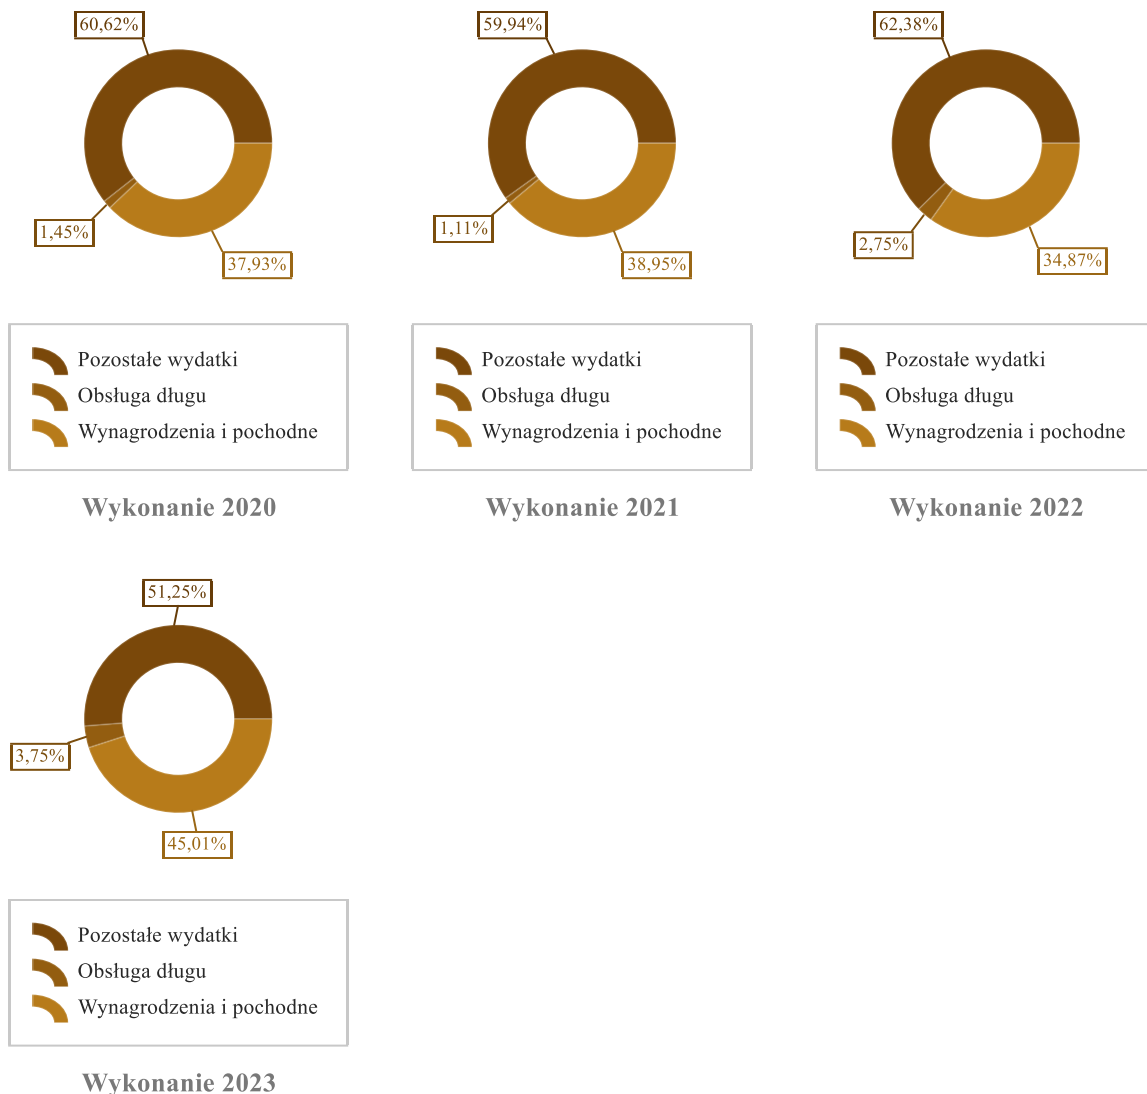 60,62%
1,45%
37,93%
Pozostałe wydatki
Obsługa długu
Wynagrodzenia i pochodne
Wykonanie 2020
59,94%
1,11%
38,95%
Pozostałe wydatki
Obsługa długu
Wynagrodzenia i pochodne
Wykonanie 2021
62,38%
2,75%
34,87%
Pozostałe wydatki
Obsługa długu
Wynagrodzenia i pochodne
Wykonanie 2022
51,25%
3,75%
45,01%
Pozostałe wydatki
Obsługa długu
Wynagrodzenia i pochodne
Wykonanie 2023